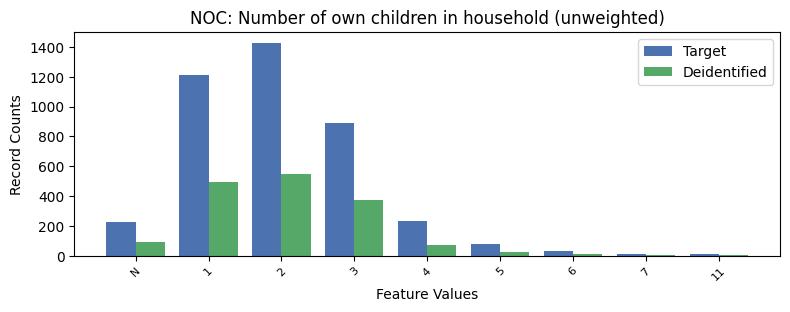 NOC: Number of own children in household (unweighted)
Target
Deidentified
Record Counts
1400
1200
1000
800
600
400
200
0
N
1
2
3
4
5
6
7
11
Feature Values